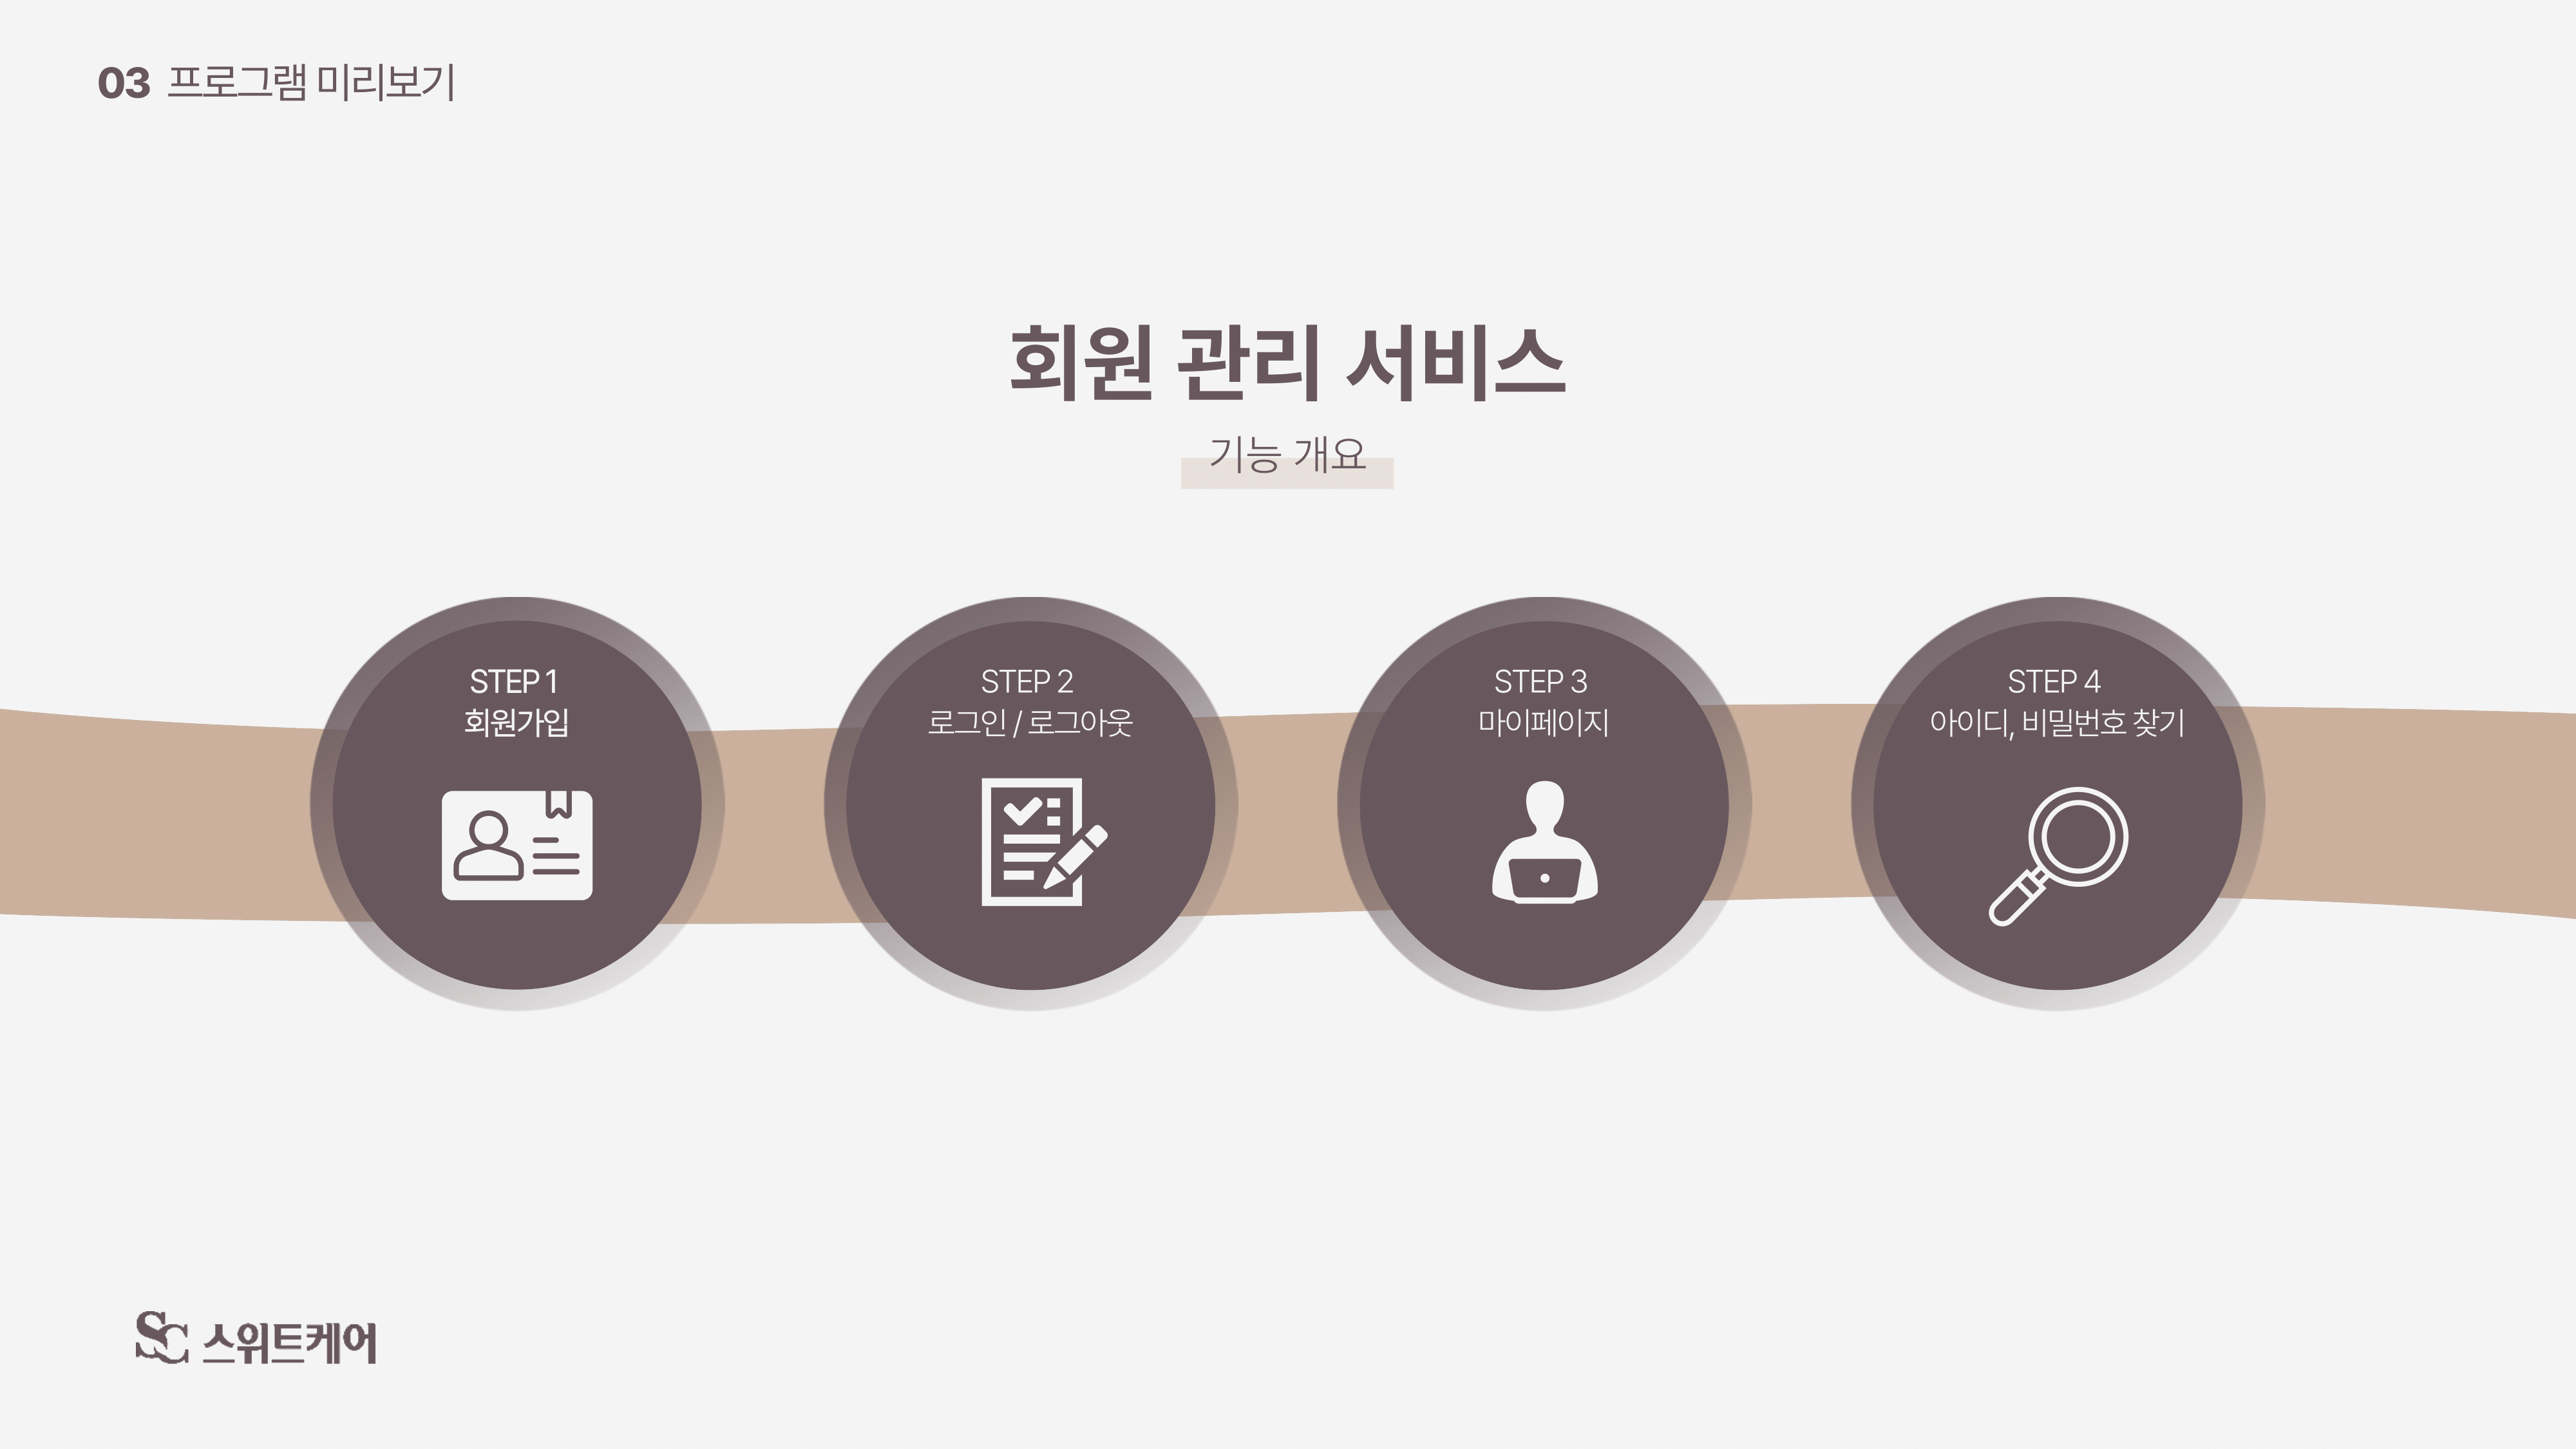 03 프로그램 미리보기
회원 관리 서비스
기능 개요
STEP 1
회원가입
STEP 2
로그인 / 로그아웃
STEP 3
마이페이지
STEP 4
아이디, 비밀번호 찾기
SC 스위트케어